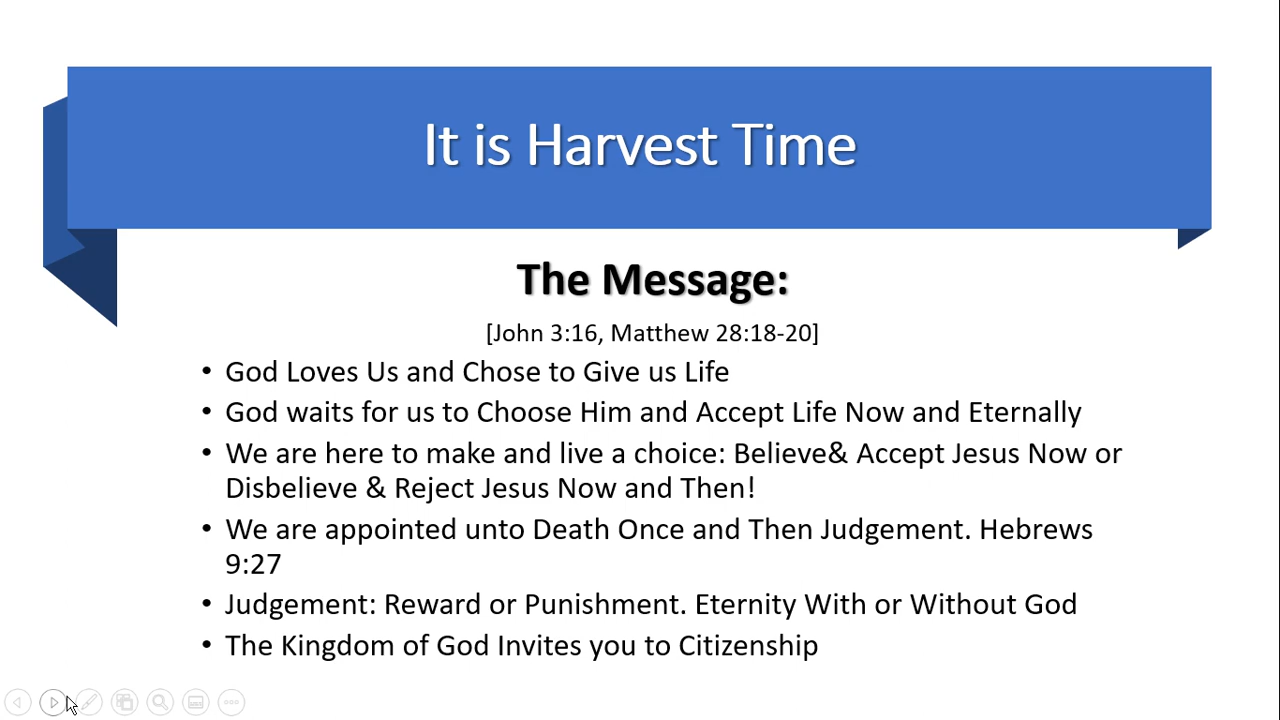 It is Harvest Time
The Message:
[John 3:16, Matthew 28:18-20]
• God Loves Us and Chose to Give us Life
• God waits for us to Choose Him and Accept Life Now and Eternally
• We are here to make and live a choice: Believe& Accept Jesus Now or
Disbelieve & Reject Jesus Now and Then!
• We are appointed unto Death Once and Then Judgement. Hebrews
9:27
• Judgement: Reward or Punishment. Eternity With or Without God
• The Kingdom of God Invites you to Citizenship